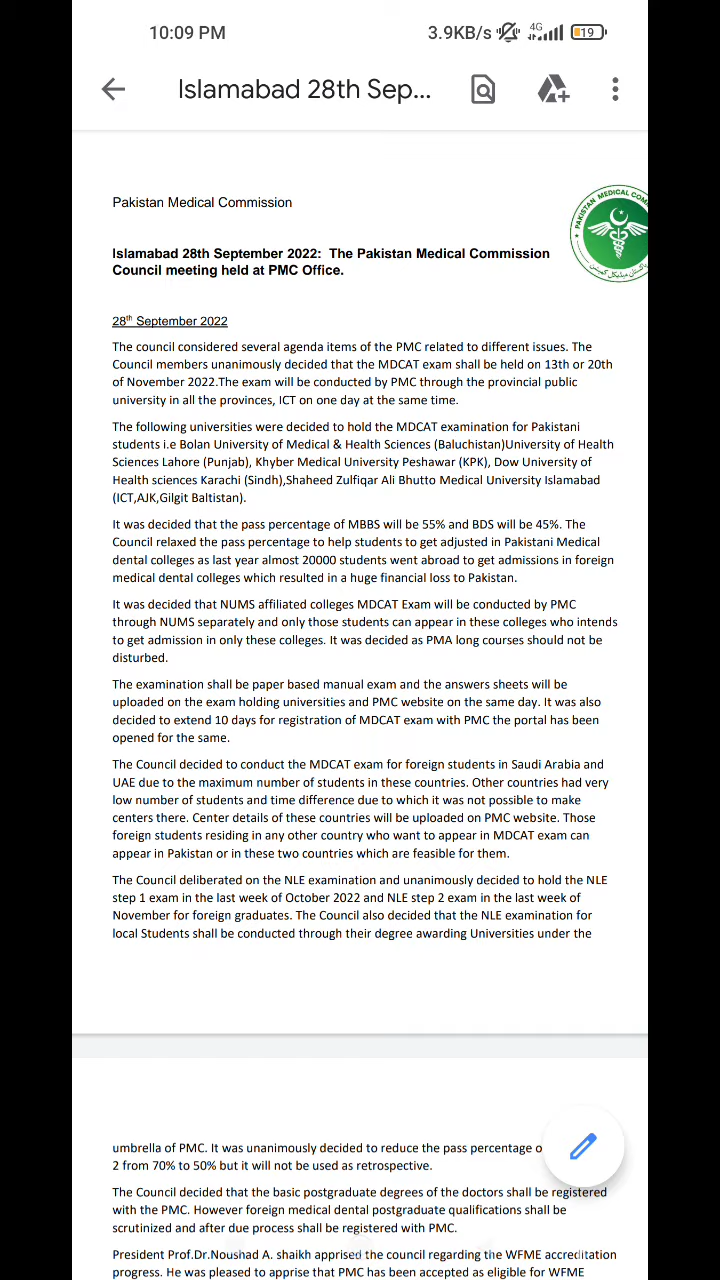 10:09 PM
3.9KB/s
4G
19
Islamabad 28th Sep...
Pakistan Medical Commission
PAKISTAN MEDICAL COM
Islamabad 28th September 2022:  The Pakistan Medical Commission
Council meeting held at PMC Office.
28th September 2022
The council considered several agenda items of the PMC related to different issues. The
Council members unanimously decided that the MDCAT exam shall be held on 13th or 20th
of November 2022.The exam will be conducted by PMC through the provincial public
university in all the provinces, ICT on one day at the same time.
The following universities were decided to hold the MDCAT examination for Pakistani
students i.e Bolan University of Medical & Health Sciences (Baluchistan)University of Health
Sciences Lahore (Punjab), Khyber Medical University Peshawar (KPK), Dow University of
Health sciences Karachi (Sindh),Shaheed Zulfiqar Ali Bhutto Medical University Islamabad
(ICT,AJK,Gilgit Baltistan).
It was decided that the pass percentage of MBBS will be 55% and BDS will be 45%. The
Council relaxed the pass percentage to help students to get adjusted in Pakistani Medical
dental colleges as last year almost 20000 students went abroad to get admissions in foreign
medical dental colleges which resulted in a huge financial loss to Pakistan.
It was decided that NUMS affiliated colleges MDCAT Exam will be conducted by PMC
through NUMS separately and only those students can appear in these colleges who intends
to get admission in only these colleges. It was decided as PMA long courses should not be
disturbed.
The examination shall be paper based manual exam and the answers sheets will be
uploaded on the exam holding universities and PMC website on the same day. It was also
decided to extend 10 days for registration of MDCAT exam with PMC the portal has been
opened for the same.
The Council decided to conduct the MDCAT exam for foreign students in Saudi Arabia and
UAE due to the maximum number of students in these countries. Other countries had very
low number of students and time difference due to which it was not possible to make
centers there. Center details of these countries will be uploaded on PMC website. Those
foreign students residing in any other country who want to appear in MDCAT exam can
appear in Pakistan or in these two countries which are feasible for them.
The Council deliberated on the NLE examination and unanimously decided to hold the NLE
step 1 exam in the last week of October 2022 and NLE step 2 exam in the last week of
November for foreign graduates. The Council also decided that the NLE examination for
local Students shall be conducted through their degree awarding Universities under the
umbrella of PMC. It was unanimously decided to reduce the pass percentage o
2 from 70% to 50% but it will not be used as retrospective.
The Council decided that the basic postgraduate degrees of the doctors shall be registered
with the PMC. However foreign medical dental postgraduate qualifications shall be
scrutinized and after due process shall be registered with PMC.
President Prof.Dr.Noushad A. shaikh apprised the council regarding the WFME accreditation
progress. He was pleased to apprise that PMC has been accepted as eligible for WFME